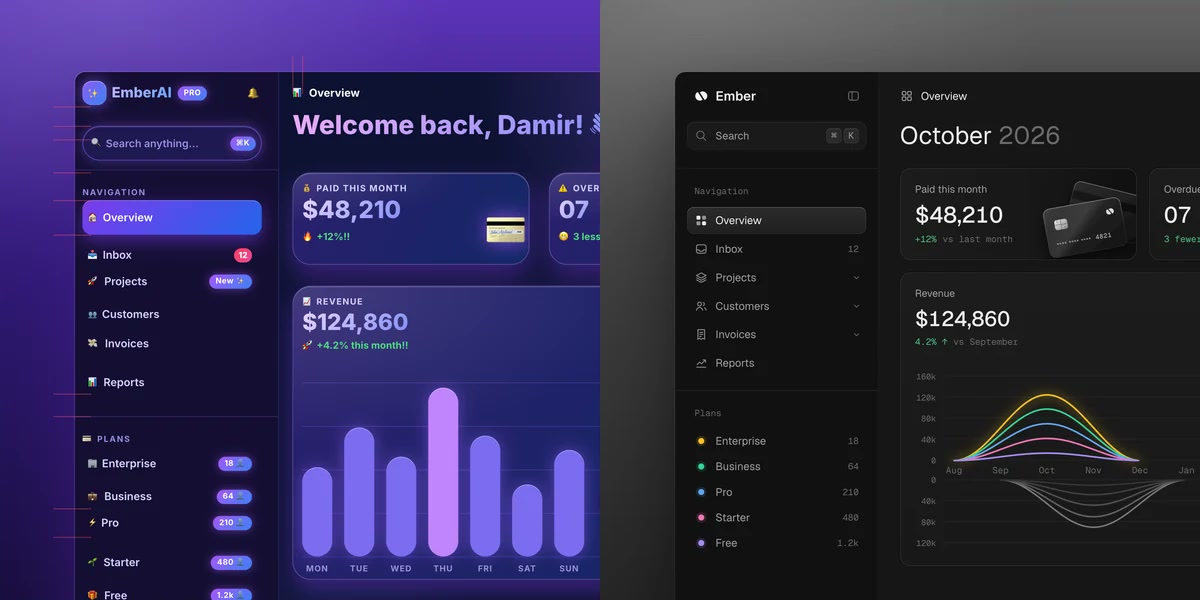 EmberAI PRO
Search anything... ⌘K
NAVIGATION
Overview
Inbox 12
Projects New
Customers
Invoices
Reports
PLANS
Enterprise 18
Business 64
Pro 210
Starter 480
Free 1.2k
Overview
Welcome back, Damir!
PAID THIS MONTH
$48,210
+12%!!
OVER
07
3 less
REVENUE
$124,860
+4.2% this month!!
MON TUE WED THU FRI SAT SUN
Ember
Search ⌘ K
Navigation
Overview
Inbox 12
Projects
Customers
Invoices
Reports
Plans
Enterprise 18
Business 64
Pro 210
Starter 480
Free 1.2k
Overview
October 2026
Paid this month
$48,210
+12% vs last month
4821
Overdu
07
3 fewer
Revenue
$124,860
4.2% ↑ vs September
160k
120k
80k
40k
0
Aug Sep Oct Nov Dec Jan
0
40k
80k
120k